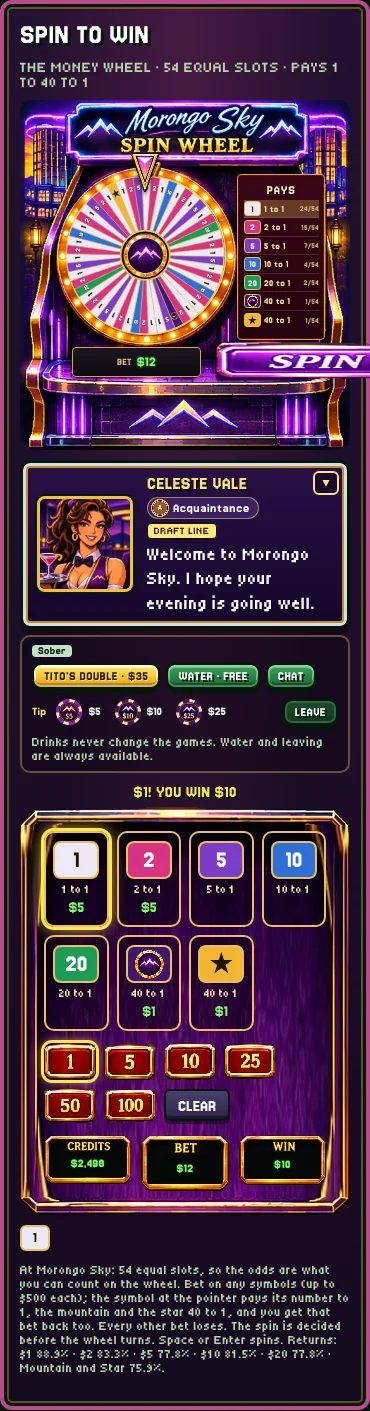 SPIN TO WIN
THE MONEY WHEEL · 54 EQUAL SLOTS · PAYS 1
TO 40 TO 1
Morongo Sky
SPIN WHEEL
PAYS
1 1 to 1 24/54
2 2 to 1 15/54
5 5 to 1 7/54
10 10 to 1 4/54
20 20 to 1 2/54
40 to 1 1/54
★ 40 to 1 1/54
BET $12
SPIN
CELESTE VALE
▼
Acquaintance
DRAFT LINE
Welcome to Morongo
Sky. I hope your
evening is going well.
Sober
TITO'S DOUBLE · $35
WATER · FREE
CHAT
Tip $5 $5 $10 $10 $25 $25
LEAVE
Drinks never change the games. Water and leaving
are always available.
$1! YOU WIN $10
1 2 5 10
1 to 1 2 to 1 5 to 1 10 to 1
$5 $5
20 ★
20 to 1 40 to 1 40 to 1
$1 $1
1 5 10 25
50 100 CLEAR
CREDITS BET WIN
$2,498 $12 $10
1
At Morongo Sky: 54 equal slots, so the odds are what
you can count on the wheel. Bet on any symbols (up to
$500 each); the symbol at the pointer pays its number to
1, the mountain and the star 40 to 1, and you get that
bet back too. Every other bet loses. The spin is decided
before the wheel turns. Space or Enter spins. Returns:
$1 88.9% · $2 83.3% · $5 77.8% · $10 81.5% · $20 77.8% ·
Mountain and Star 75.9%.